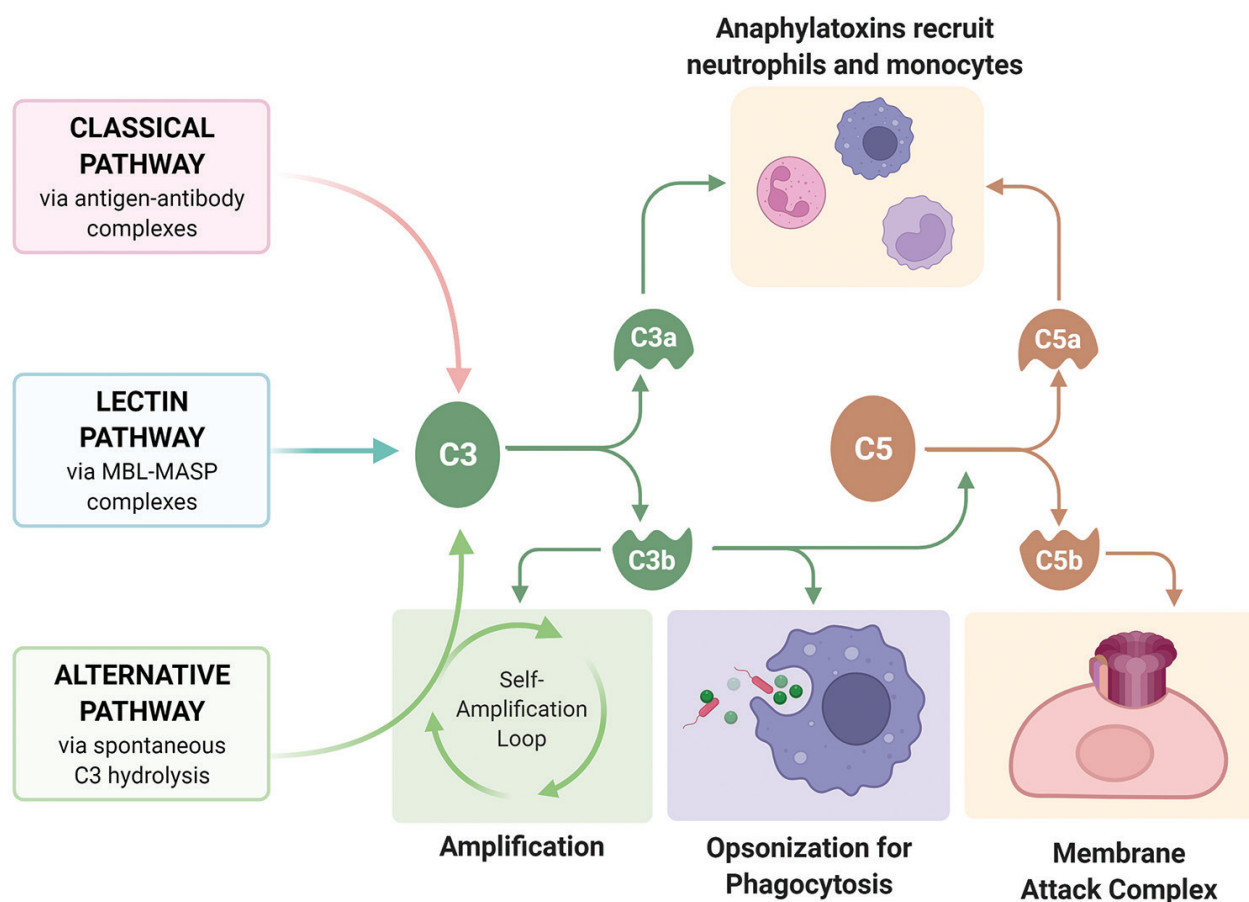 Anaphylatoxins recruit
neutrophils and monocytes
CLASSICAL
PATHWAY
via antigen-antibody
complexes
C3a
C5a
LECTIN
PATHWAY
via MBL-MASP
complexes
C3
C5
C3b
C5b
ALTERNATIVE
PATHWAY
via spontaneous
C3 hydrolysis
Self-
Amplification
Loop
Amplification
Opsonization for
Phagocytosis
Membrane
Attack Complex